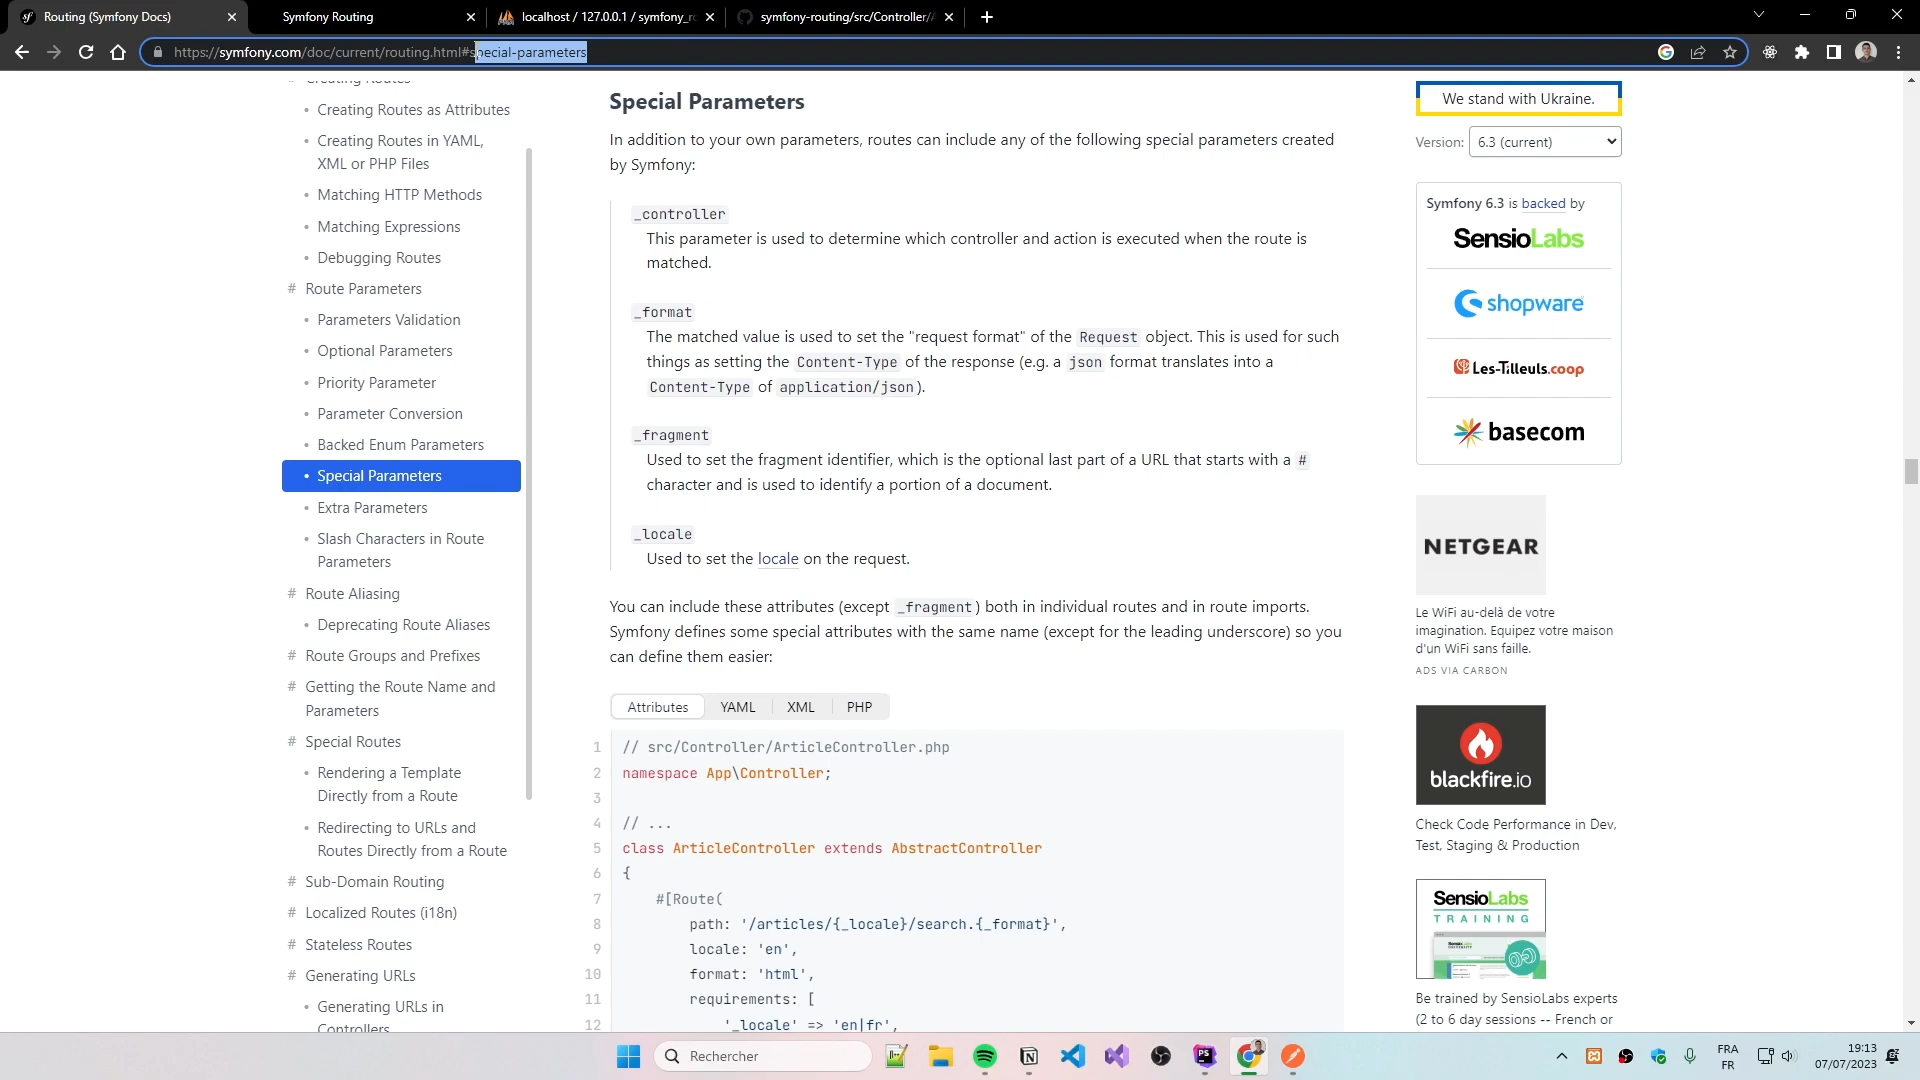 Routing (Symfony Docs)
Symfony Routing
localhost / 127.0.0.1 / symfony_ro
symfony-routing/src/Controller/A
https://symfony.com/doc/current/routing.html#special-parameters
Creating Routes
Creating Routes as Attributes
Creating Routes in YAML,
XML or PHP Files
Matching HTTP Methods
Matching Expressions
Debugging Routes
# Route Parameters
Parameters Validation
Optional Parameters
Priority Parameter
Parameter Conversion
Backed Enum Parameters
Special Parameters
Extra Parameters
Slash Characters in Route
Parameters
# Route Aliasing
Deprecating Route Aliases
# Route Groups and Prefixes
# Getting the Route Name and
Parameters
# Special Routes
Rendering a Template
Directly from a Route
Redirecting to URLs and
Routes Directly from a Route
# Sub-Domain Routing
# Localized Routes (i18n)
# Stateless Routes
# Generating URLs
Generating URLs in
Controllers
Special Parameters
In addition to your own parameters, routes can include any of the following special parameters created
by Symfony:
_controller
This parameter is used to determine which controller and action is executed when the route is
matched.
_format
The matched value is used to set the "request format" of the Request object. This is used for such
things as setting the Content-Type of the response (e.g. a json format translates into a
Content-Type of application/json).
_fragment
Used to set the fragment identifier, which is the optional last part of a URL that starts with a #
character and is used to identify a portion of a document.
_locale
Used to set the locale on the request.
You can include these attributes (except _fragment) both in individual routes and in route imports.
Symfony defines some special attributes with the same name (except for the leading underscore) so you
can define them easier:
Attributes YAML XML PHP
1 // src/Controller/ArticleController.php
2 namespace App\Controller;
3
4 // ...
5 class ArticleController extends AbstractController
6 {
7 #[Route(
8 path: '/articles/{_locale}/search.{_format}',
9 locale: 'en',
10 format: 'html',
11 requirements: [
12 '_locale' => 'en|fr',
We stand with Ukraine.
Version: 6.3 (current)
Symfony 6.3 is backed by
SensioLabs
shopware
Les-Tilleuls.coop
basecom
NETGEAR
Le WiFi au-delà de votre
imagination. Equipez votre maison
d'un WiFi sans faille.
ADS VIA CARBON
blackfire.io
Check Code Performance in Dev,
Test, Staging & Production
SensioLabs
TRAINING
Be trained by SensioLabs experts
(2 to 6 day sessions -- French or
Rechercher
FRA
FR
19:13
07/07/2023